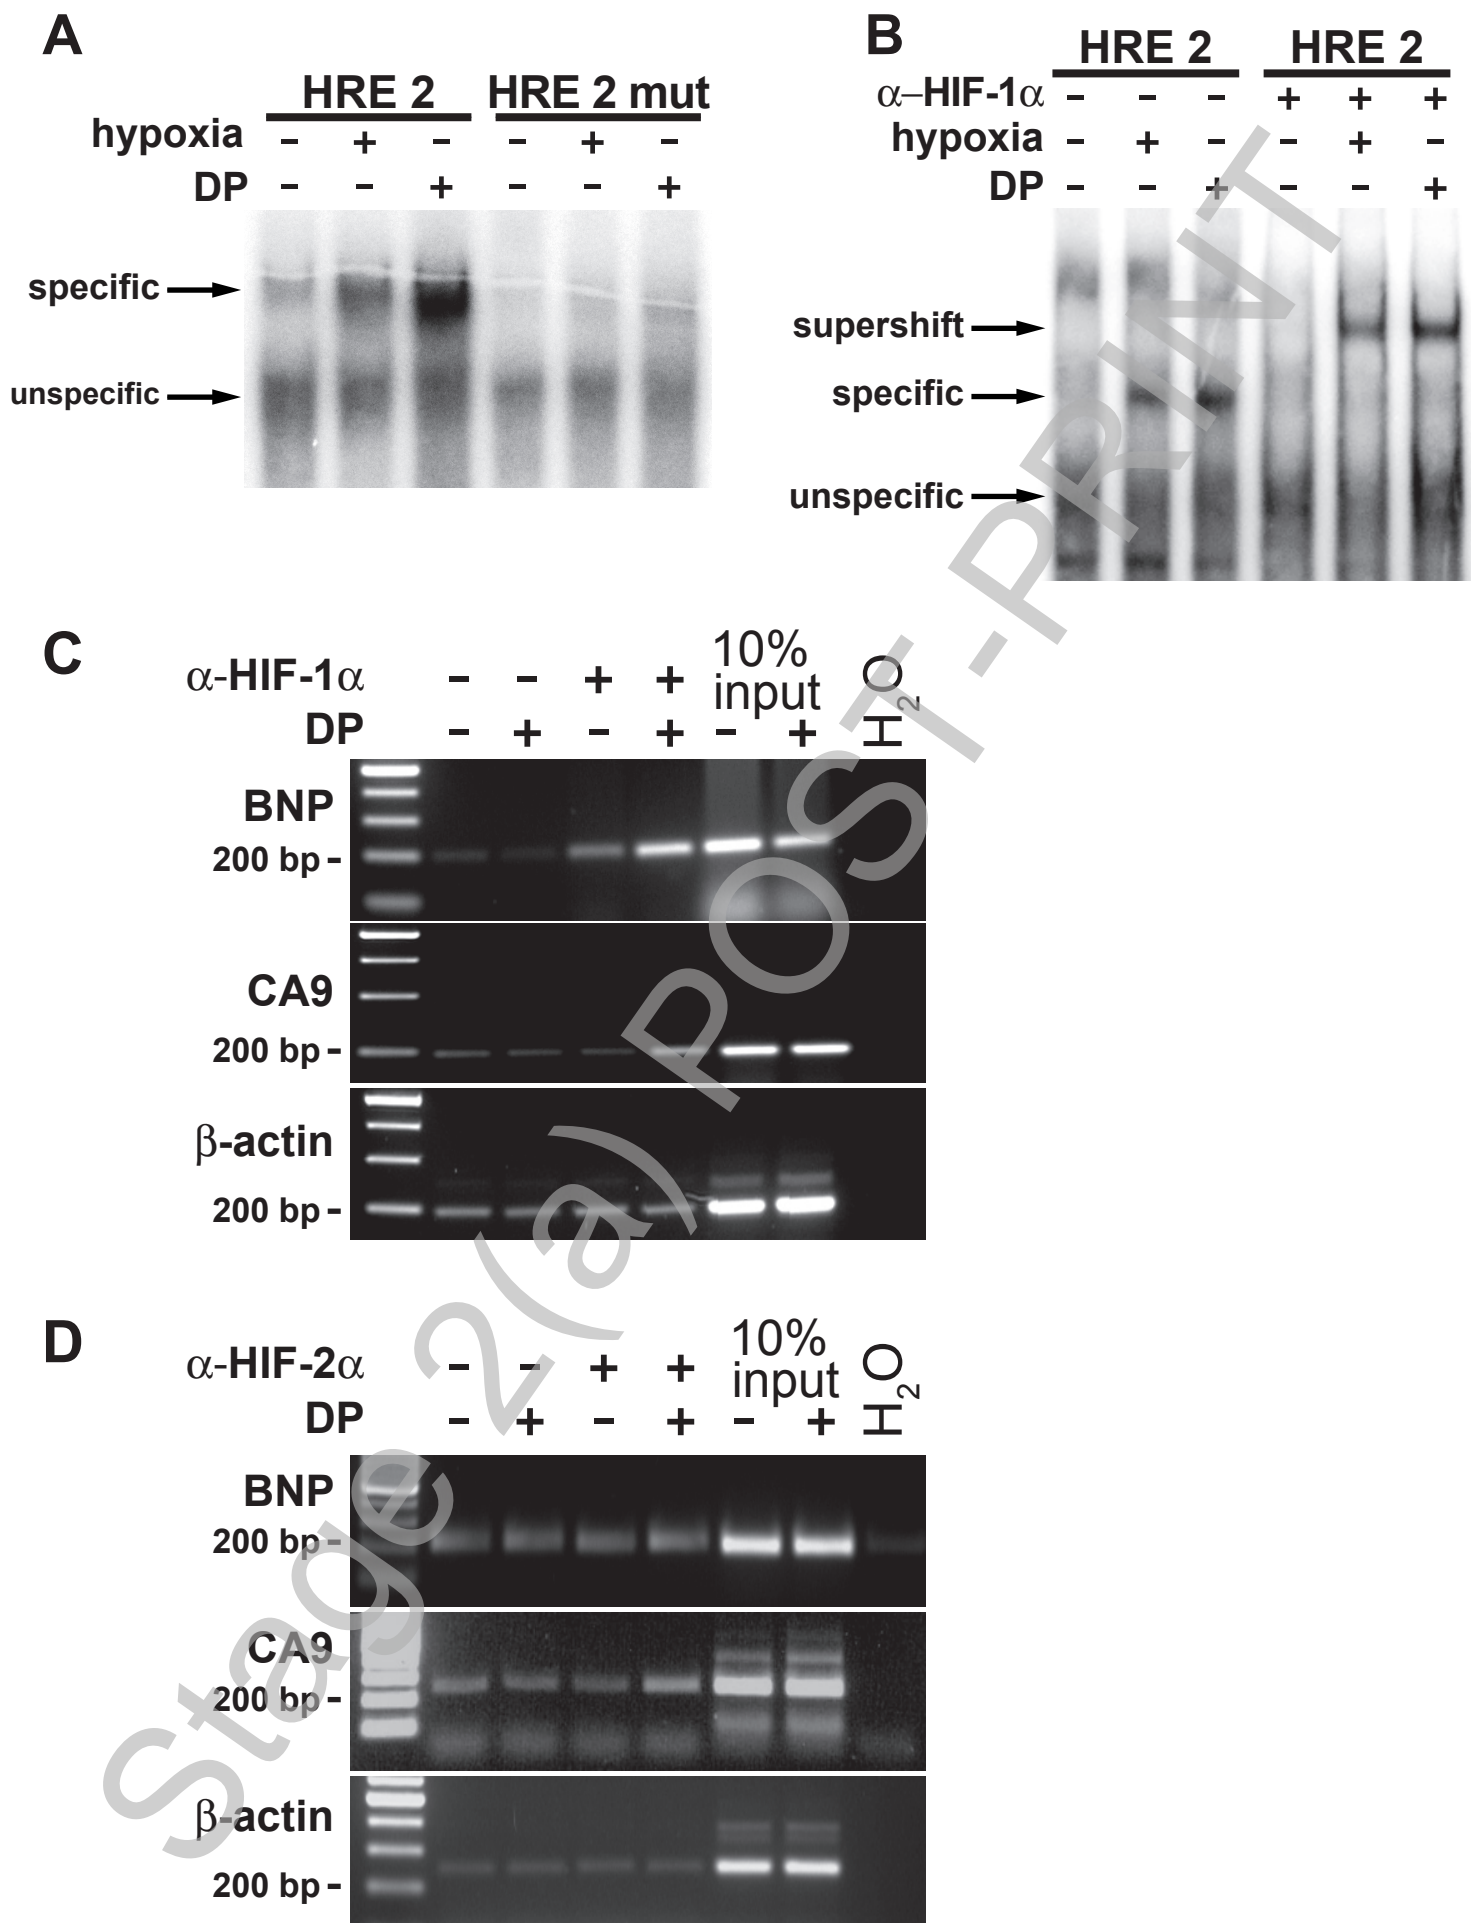 A
HRE 2 HRE 2 mut
hypoxia - + - - + -
DP - - + - - +
specific
unspecific
B
HRE 2 HRE 2
α–HIF-1α - - - + + +
hypoxia - + - - + -
DP - - + - - +
supershift
specific
unspecific
C
10%
α-HIF-1α - - + + input H2O
DP - + - + - +
BNP
200 bp -
CA9
200 bp -
β-actin
200 bp -
D
10%
α-HIF-2α - - + + input H2O
DP - + - + - +
BNP
200 bp -
CA9
200 bp -
β-actin
200 bp -
Stage 2(a) POST-PRINT